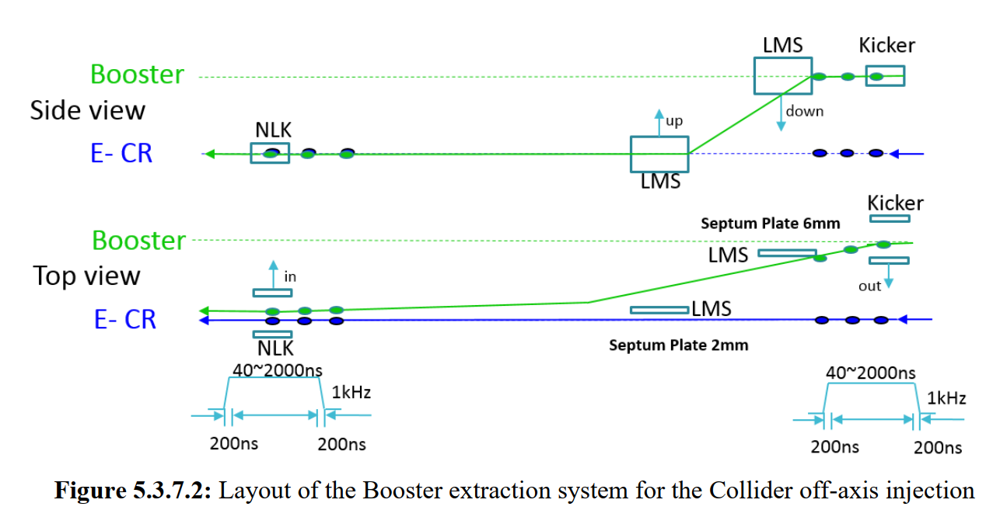 LMS Kicker
Booster
Side view
down
up
NLK
E- CR
LMS
Kicker
Septum Plate 6mm
Booster
LMS
Top view
in
out
LMS
E- CR
NLK
Septum Plate 2mm
40~2000ns
1kHz
200ns 200ns
40~2000ns
1kHz
200ns 200ns
Figure 5.3.7.2: Layout of the Booster extraction system for the Collider off-axis injection